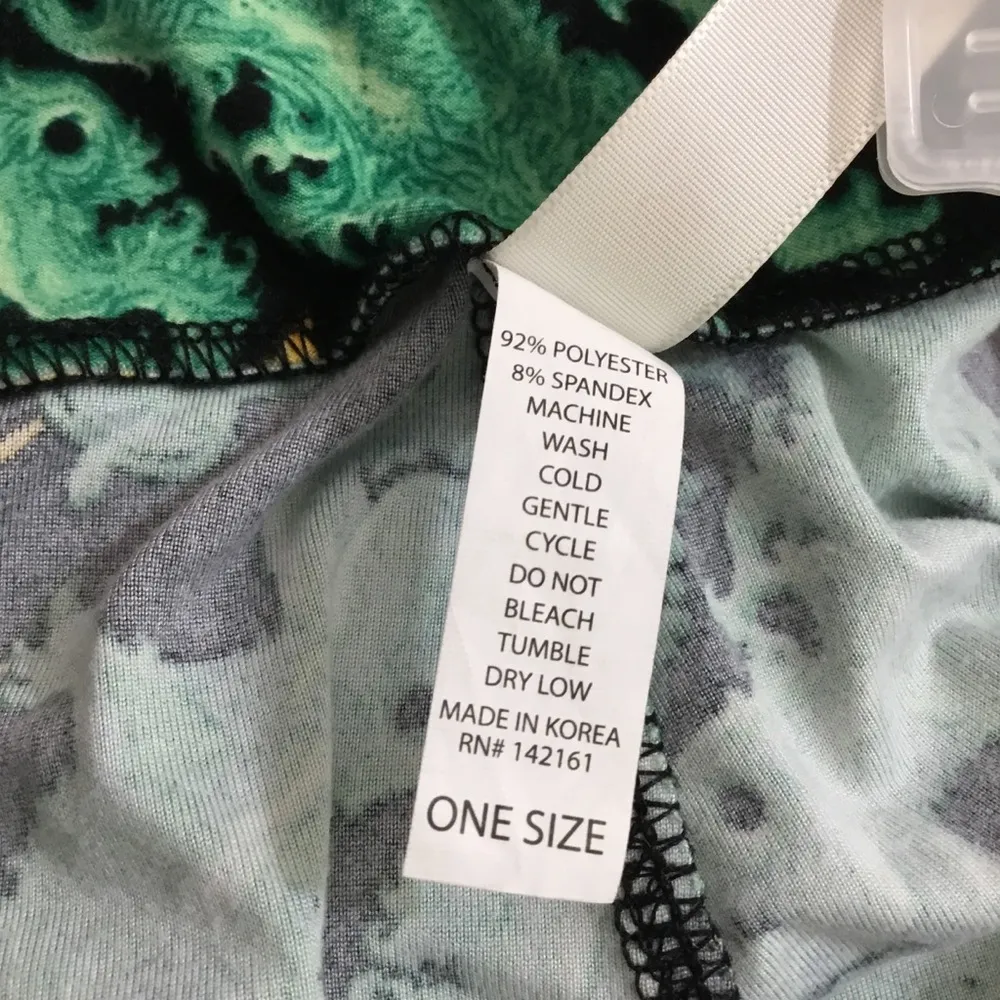 92% POLYESTER
8% SPANDEX
MACHINE
WASH
COLD
GENTLE
CYCLE
DO NOT
BLEACH
TUMBLE
DRY LOW
MADE IN KOREA
RN# 142161
ONE SIZE